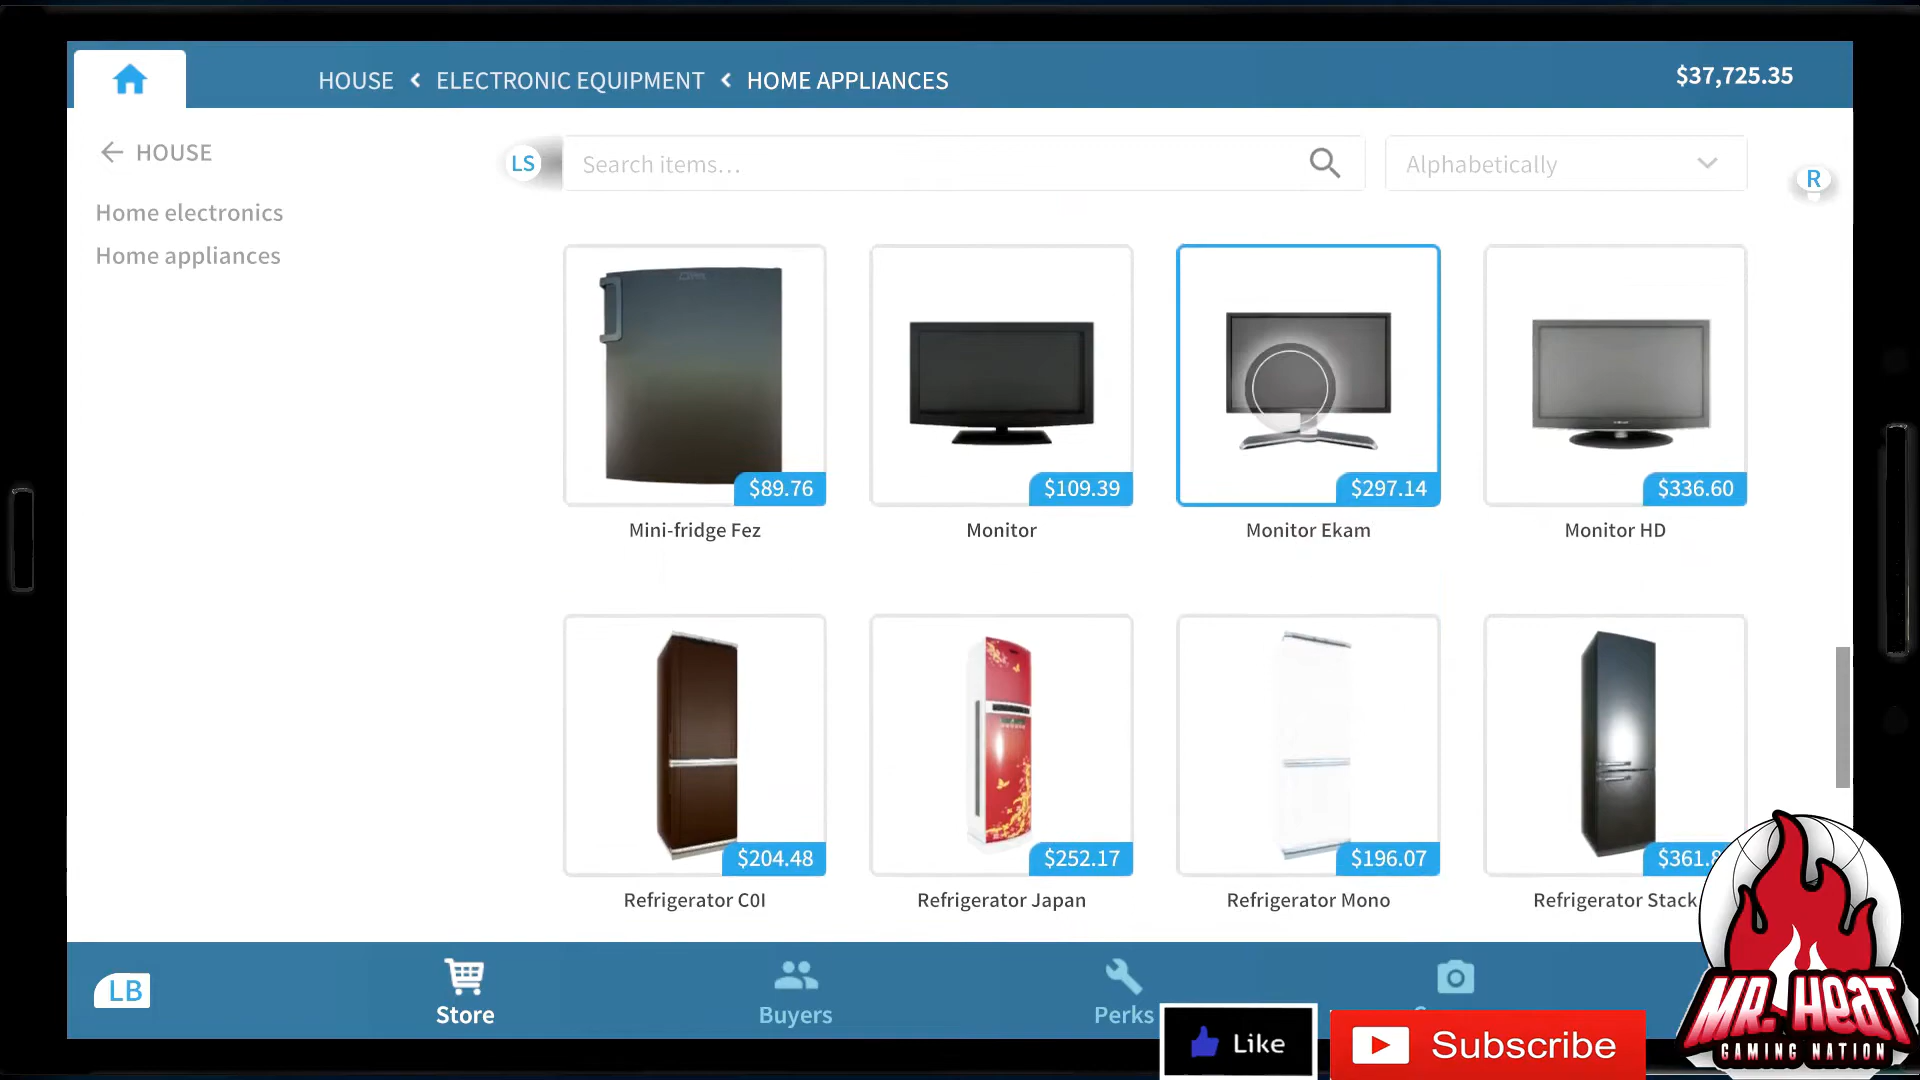 HOUSE < ELECTRONIC EQUIPMENT < HOME APPLIANCES
$37,725.35
← HOUSE
Home electronics
Home appliances
LS
Search items...
Alphabetically
R
$89.76
$109.39
$297.14
$336.60
Mini-fridge Fez
Monitor
Monitor Ekam
Monitor HD
$204.48
$252.17
$196.07
$361.8
Refrigerator C0I
Refrigerator Japan
Refrigerator Mono
Refrigerator Stack
LB
Store
Buyers
Perks
Like
Subscribe
MR. HEAT
GAMING NATION